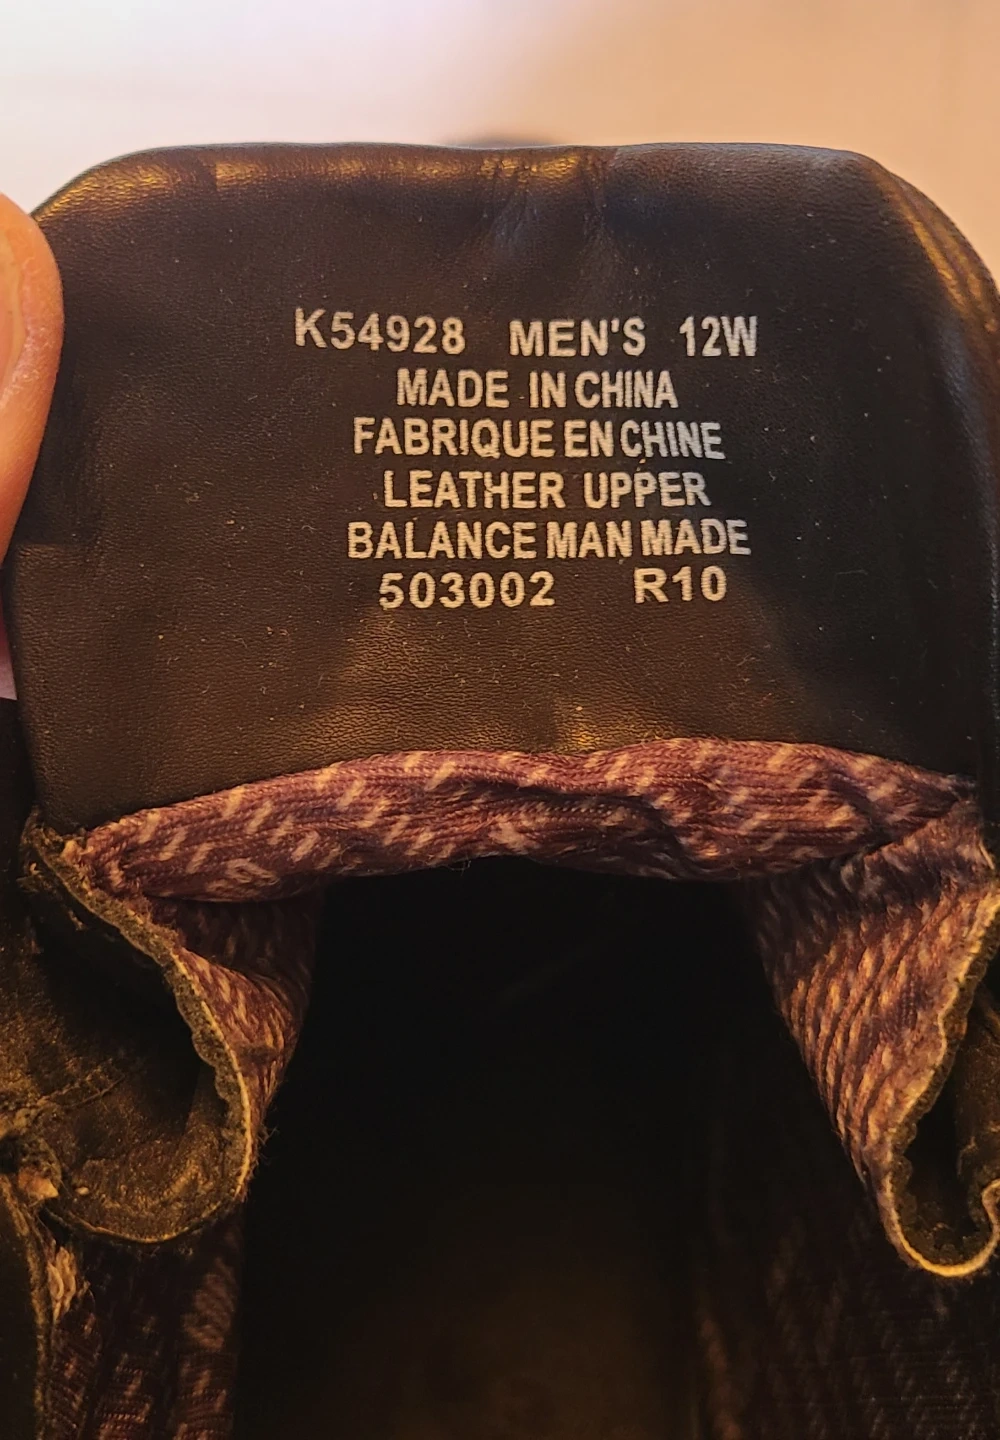 K54928 MEN'S 12W
MADE IN CHINA
FABRIQUE EN CHINE
LEATHER UPPER
BALANCE MAN MADE
503002 R10